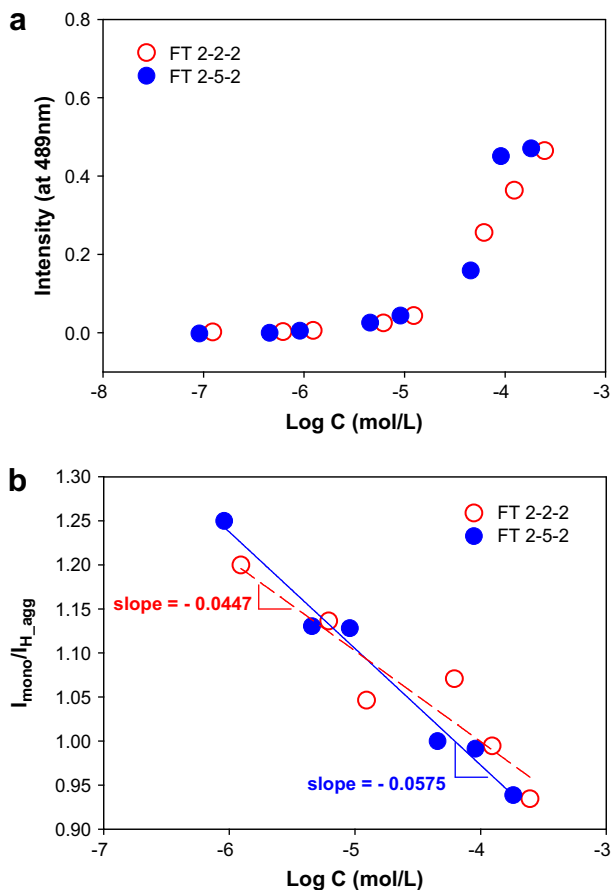 a
FT 2-2-2
FT 2-5-2
Intensity (at 489nm)
0.8
0.6
0.4
0.2
0.0
-8 -7 -6 -5 -4 -3
Log C (mol/L)
b
FT 2-2-2
FT 2-5-2
I_mono/I_H_agg
1.30
1.25
1.20
1.15
1.10
1.05
1.00
0.95
0.90
slope = - 0.0447
slope = - 0.0575
-7 -6 -5 -4 -3
Log C (mol/L)